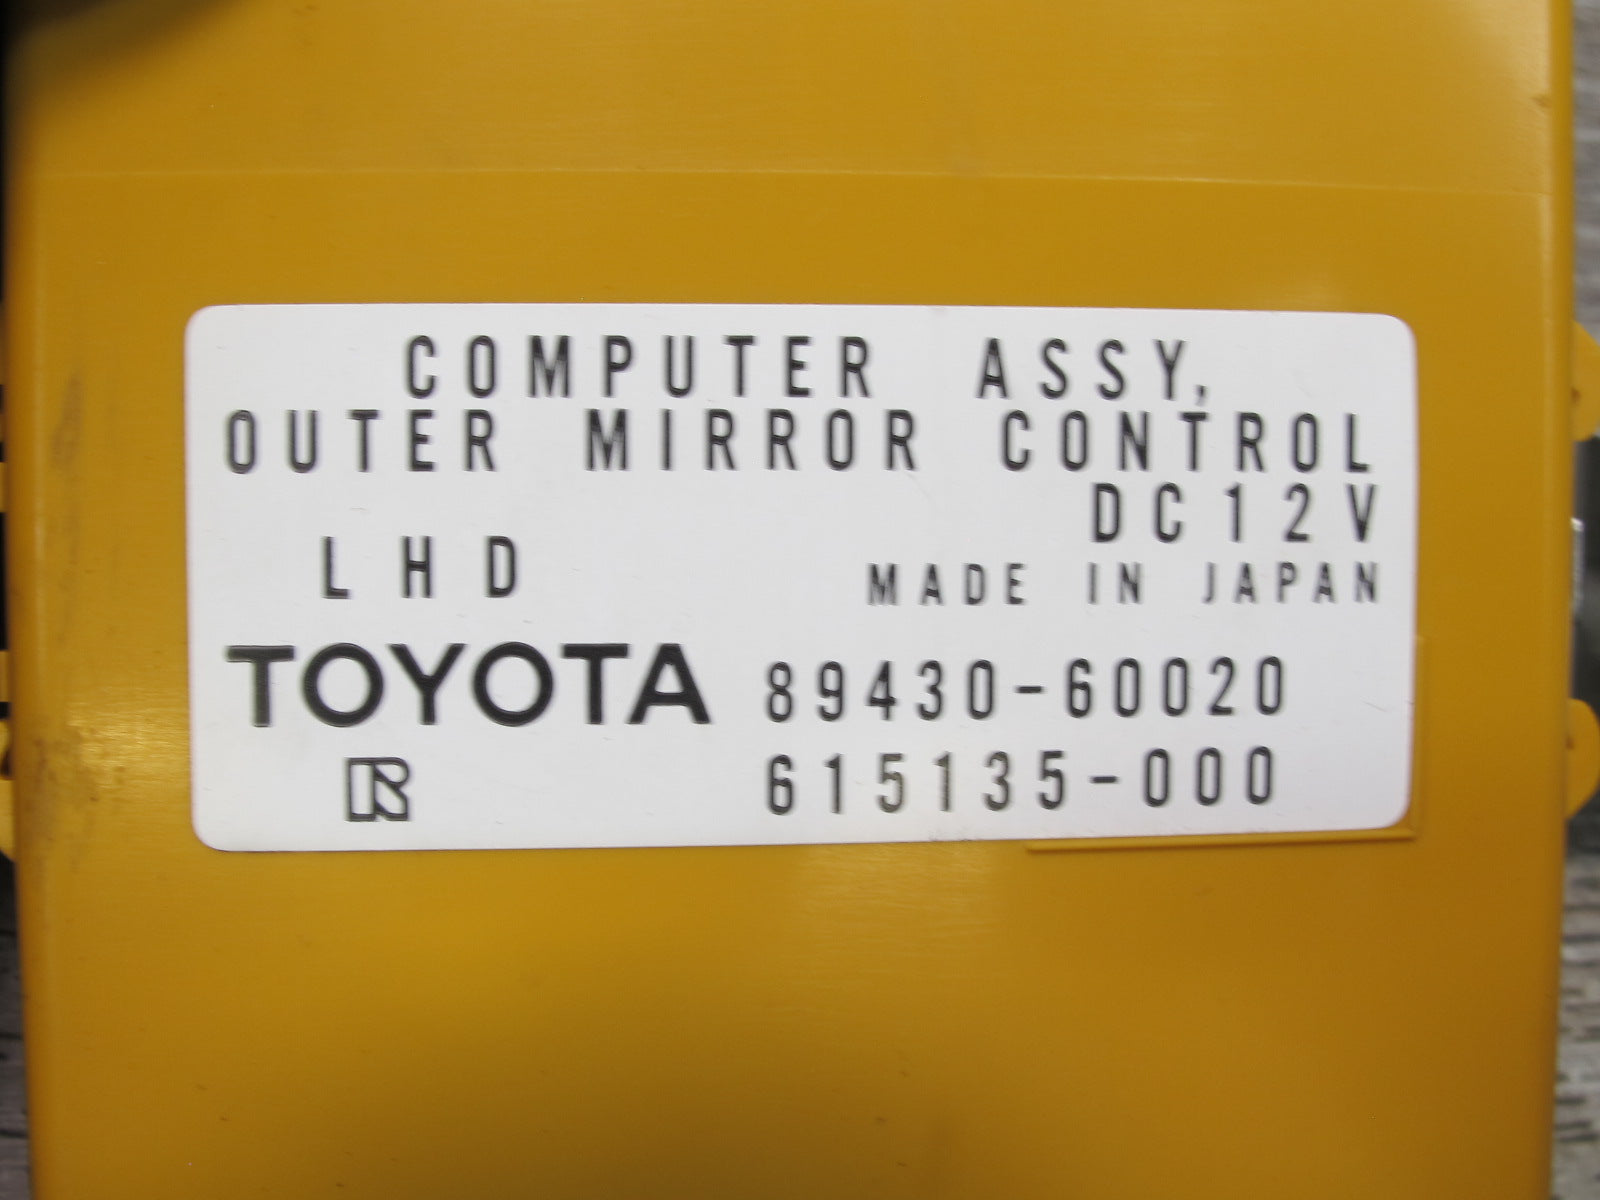 COMPUTER ASSY,
OUTER MIRROR CONTROL
DC12V
LHD
MADE IN JAPAN
TOYOTA 89430-60020
R 615135-000